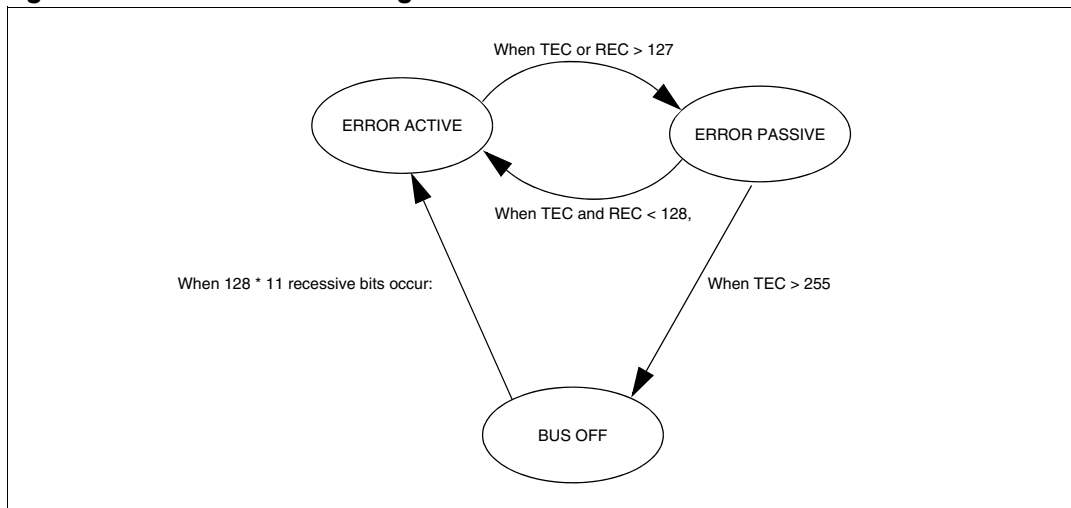 When TEC or REC > 127
ERROR ACTIVE
ERROR PASSIVE
When TEC and REC < 128,
When 128 * 11 recessive bits occur:
When TEC > 255
BUS OFF